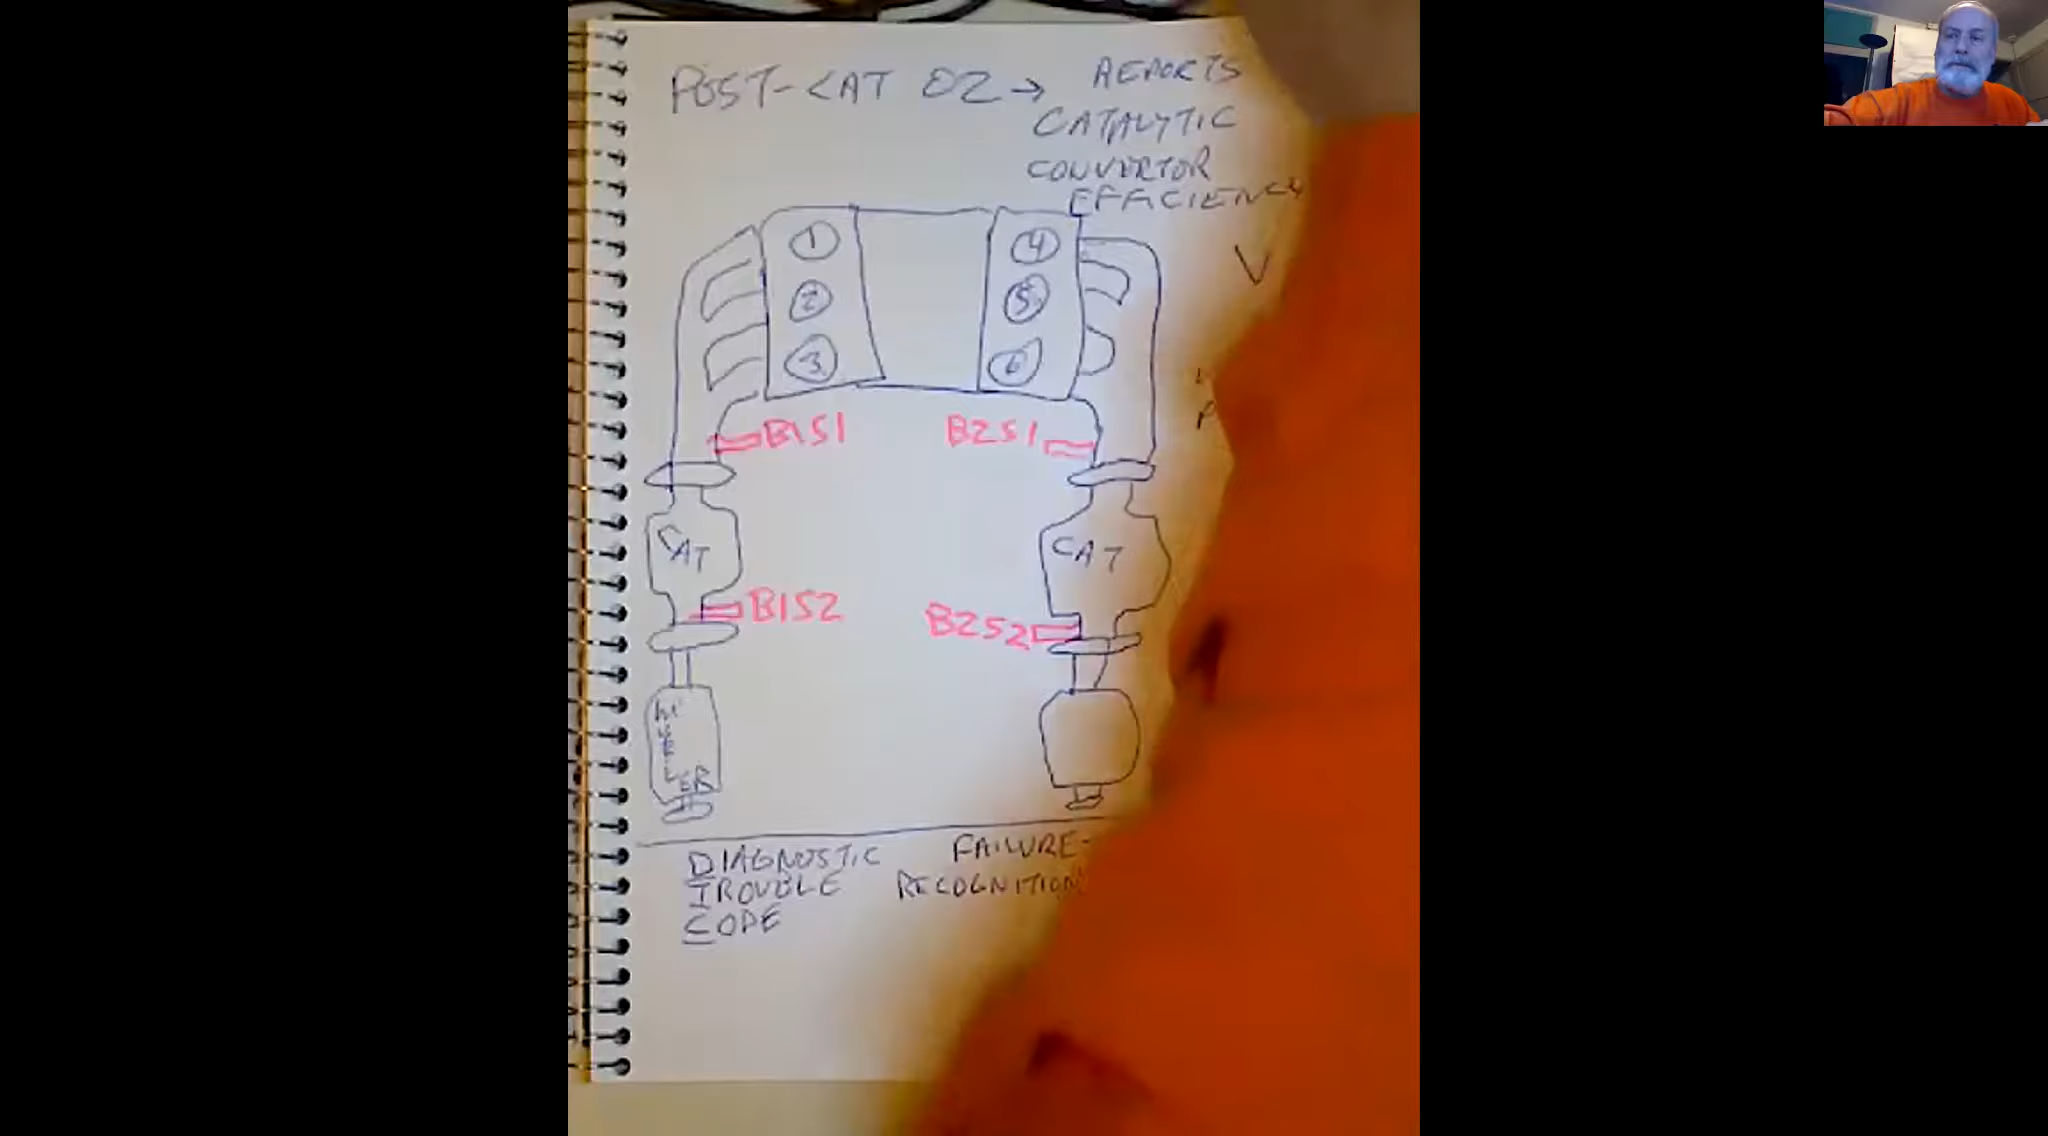 POST-CAT O2 → REPORTS
CATALYTIC
CONVERTOR
EFFICIENCY
V
1
4
2
5
3
6
B1S1
B2S1
CAT
CAT
B1S2
B2S2
DIAGNOSTIC
TROUBLE
CODE
FAILURE-
RECOGNITION